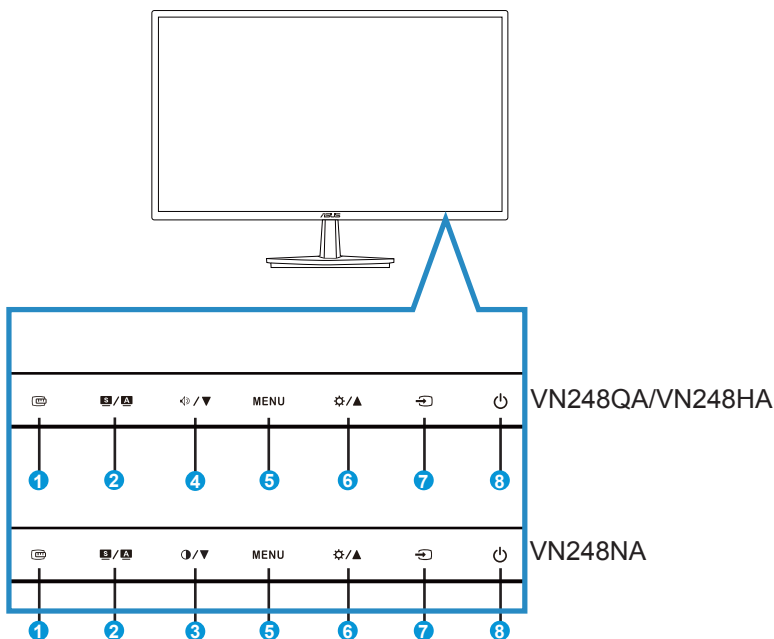 ASUS
S / A / MENU / VN248QA/VN248HA
1 2 4 5 6 7 8
S / A / MENU / VN248NA
1 2 3 5 6 7 8